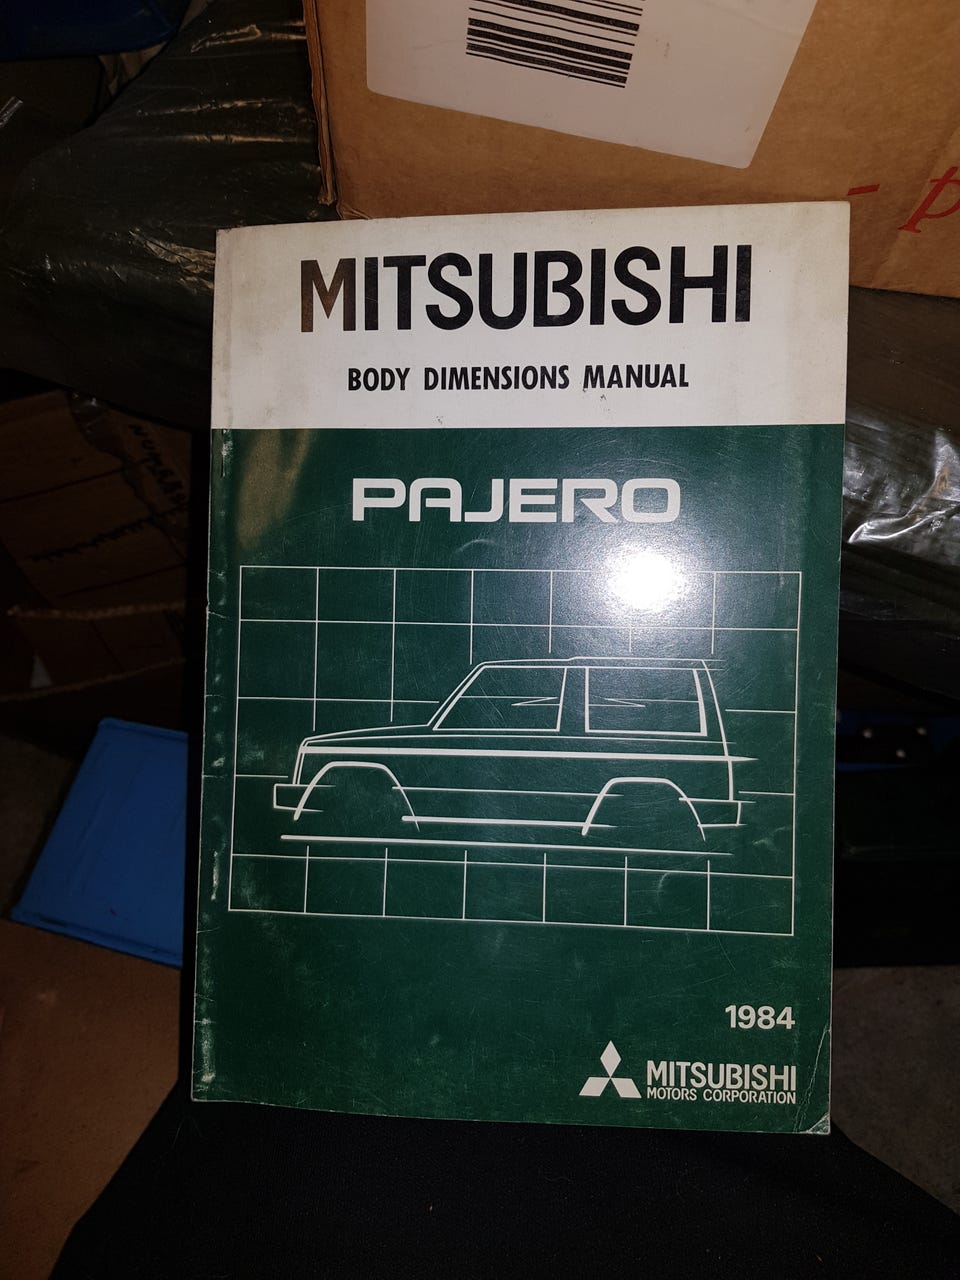 - p
MITSUBISHI
BODY DIMENSIONS MANUAL
PAJERO
1984
MITSUBISHI
MOTORS CORPORATION